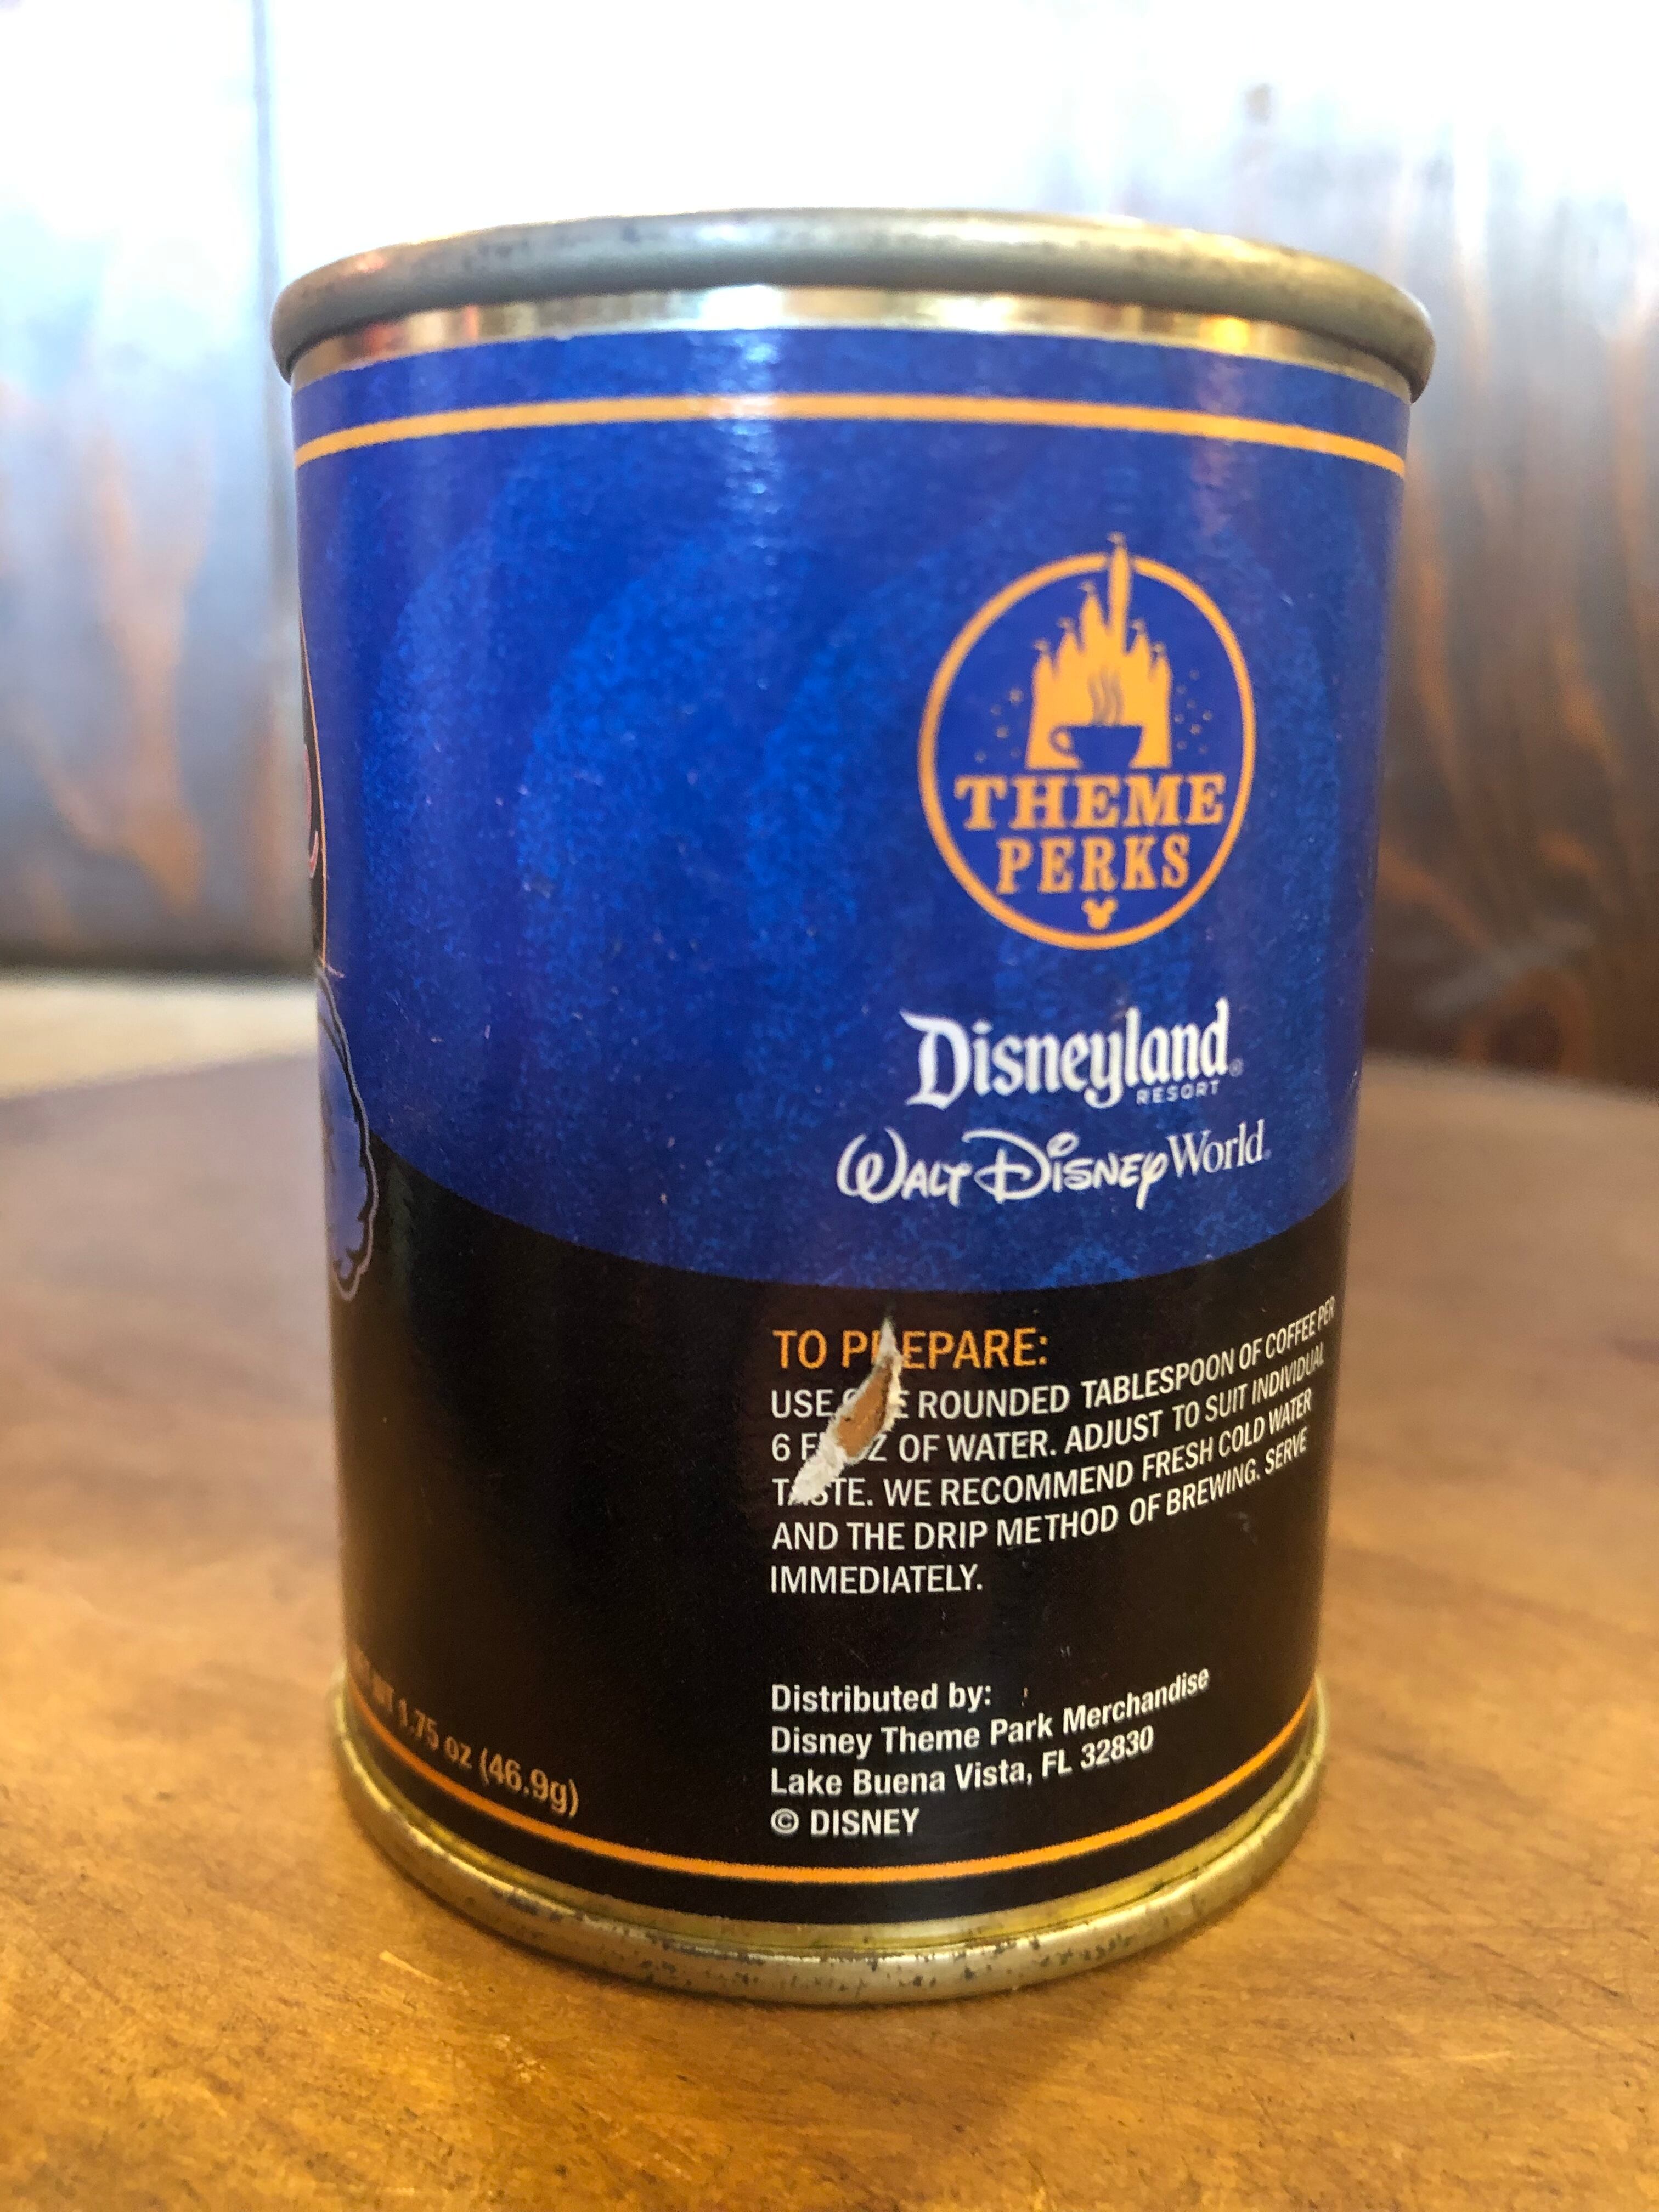 THEME
PERKS
Disneyland®
RESORT
WALT DISNEY World®
TO PREPARE:
USE ONE ROUNDED TABLESPOON OF COFFEE PER
6 FL OZ OF WATER. ADJUST TO SUIT INDIVIDUAL
TASTE. WE RECOMMEND FRESH COLD WATER
AND THE DRIP METHOD OF BREWING. SERVE
IMMEDIATELY.
Distributed by:
Disney Theme Park Merchandise
Lake Buena Vista, FL 32830
© DISNEY
WT 1.75 oz (46.9g)